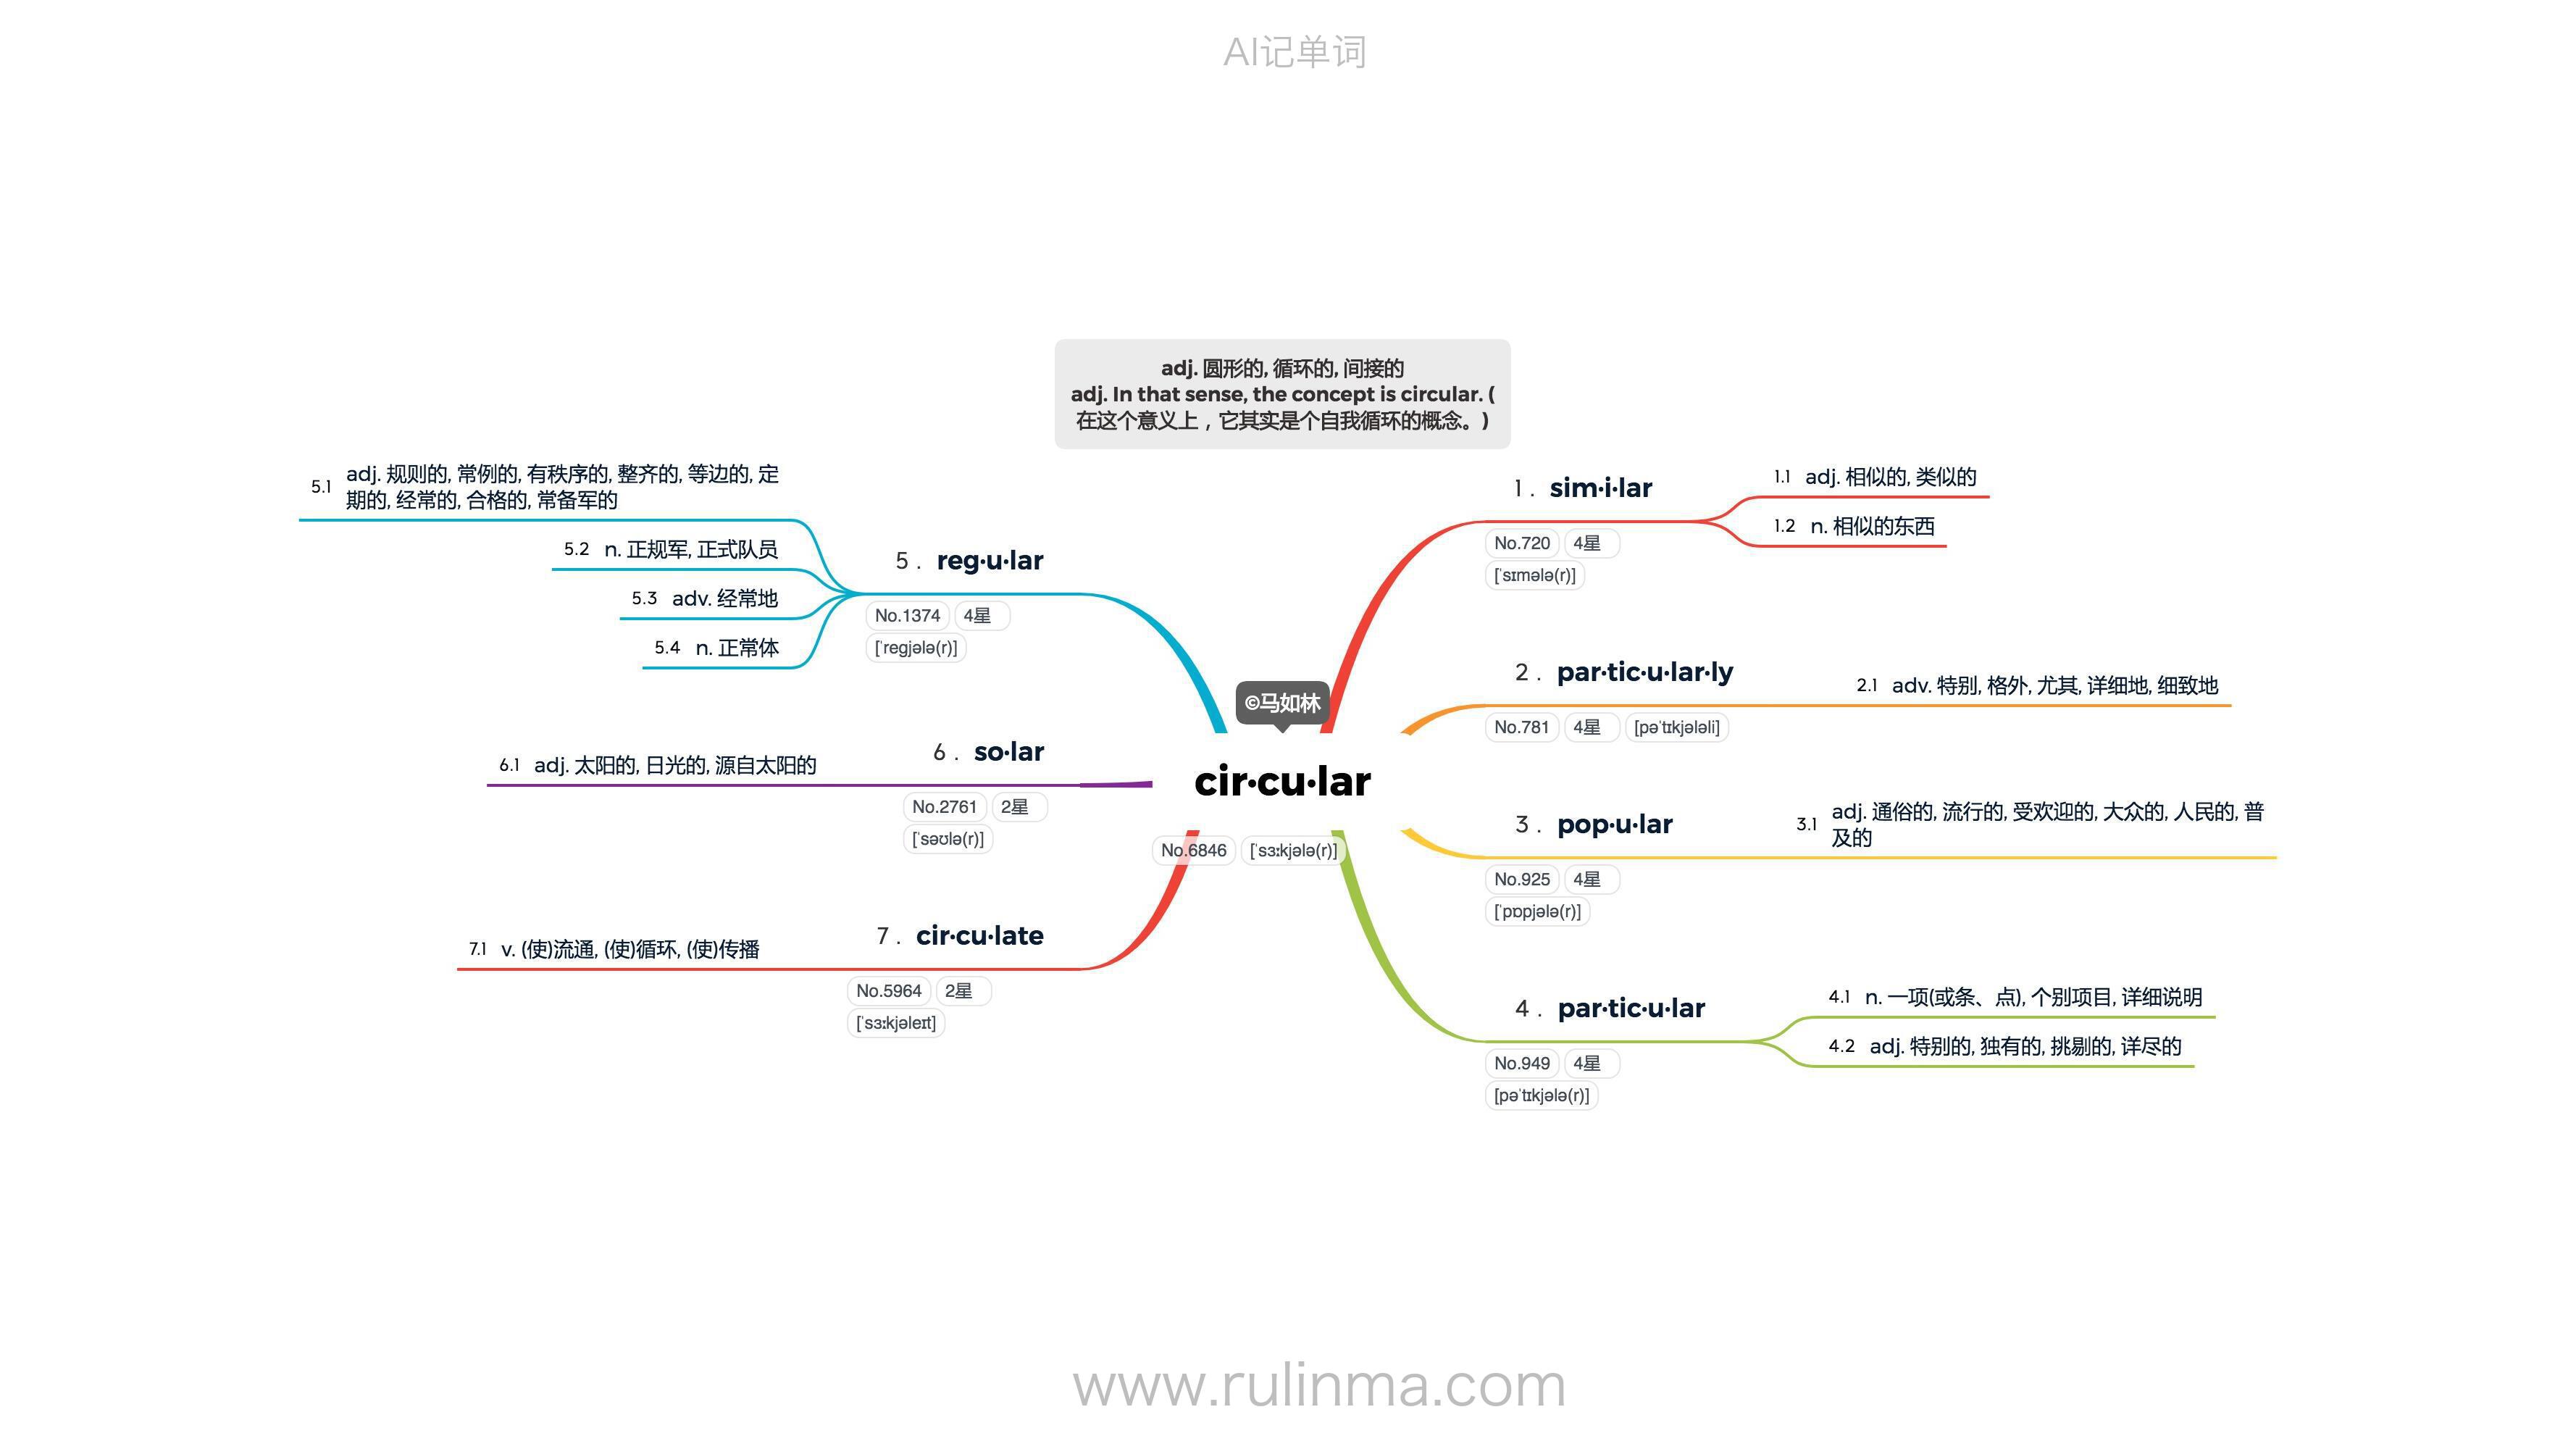 AI记单词
adj. 圆形的, 循环的, 间接的
adj. In that sense, the concept is circular. (
在这个意义上，它其实是个自我循环的概念。)
©马如林
cir·cu·lar
No.6846 [ˈsɜːkjələ(r)]
1 . sim·i·lar
No.720 4星
[ˈsɪmələ(r)]
1.1 adj. 相似的, 类似的
1.2 n. 相似的东西
2 . par·tic·u·lar·ly
No.781 4星 [pəˈtɪkjələli]
2.1 adv. 特别, 格外, 尤其, 详细地, 细致地
3 . pop·u·lar
No.925 4星
[ˈpɒpjələ(r)]
3.1 adj. 通俗的, 流行的, 受欢迎的, 大众的, 人民的, 普
及的
4 . par·tic·u·lar
No.949 4星
[pəˈtɪkjələ(r)]
4.1 n. 一项(或条、点), 个别项目, 详细说明
4.2 adj. 特别的, 独有的, 挑剔的, 详尽的
5 . reg·u·lar
No.1374 4星
[ˈregjələ(r)]
5.1 adj. 规则的, 常例的, 有秩序的, 整齐的, 等边的, 定
期的, 经常的, 合格的, 常备军的
5.2 n. 正规军, 正式队员
5.3 adv. 经常地
5.4 n. 正常体
6 . so·lar
No.2761 2星
[ˈsəʊlə(r)]
6.1 adj. 太阳的, 日光的, 源自太阳的
7 . cir·cu·late
No.5964 2星
[ˈsɜːkjəleɪt]
7.1 v. (使)流通, (使)循环, (使)传播
www.rulinma.com